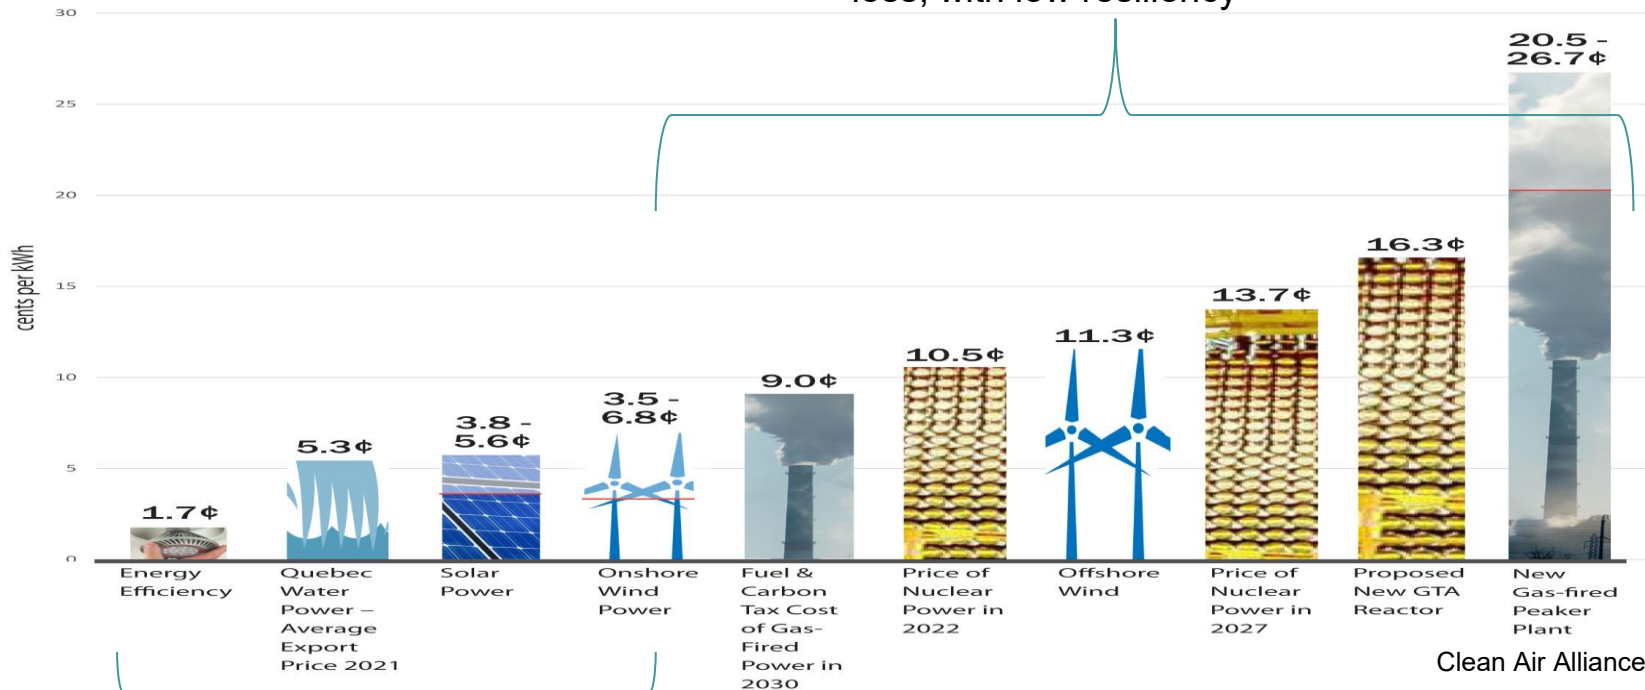 loss, with low resiliency
30
25
20
15
10
5
0
cents per kWh
1.7¢
5.3¢
3.8 -
5.6¢
3.5 -
6.8¢
9.0¢
10.5¢
11.3¢
13.7¢
16.3¢
20.5 -
26.7¢
Energy
Efficiency
Quebec
Water
Power –
Average
Export
Price 2021
Solar
Power
Onshore
Wind
Power
Fuel &
Carbon
Tax Cost
of Gas-
Fired
Power in
2030
Price of
Nuclear
Power in
2022
Offshore
Wind
Price of
Nuclear
Power in
2027
Proposed
New GTA
Reactor
New
Gas-fired
Peaker
Plant
Clean Air Alliance